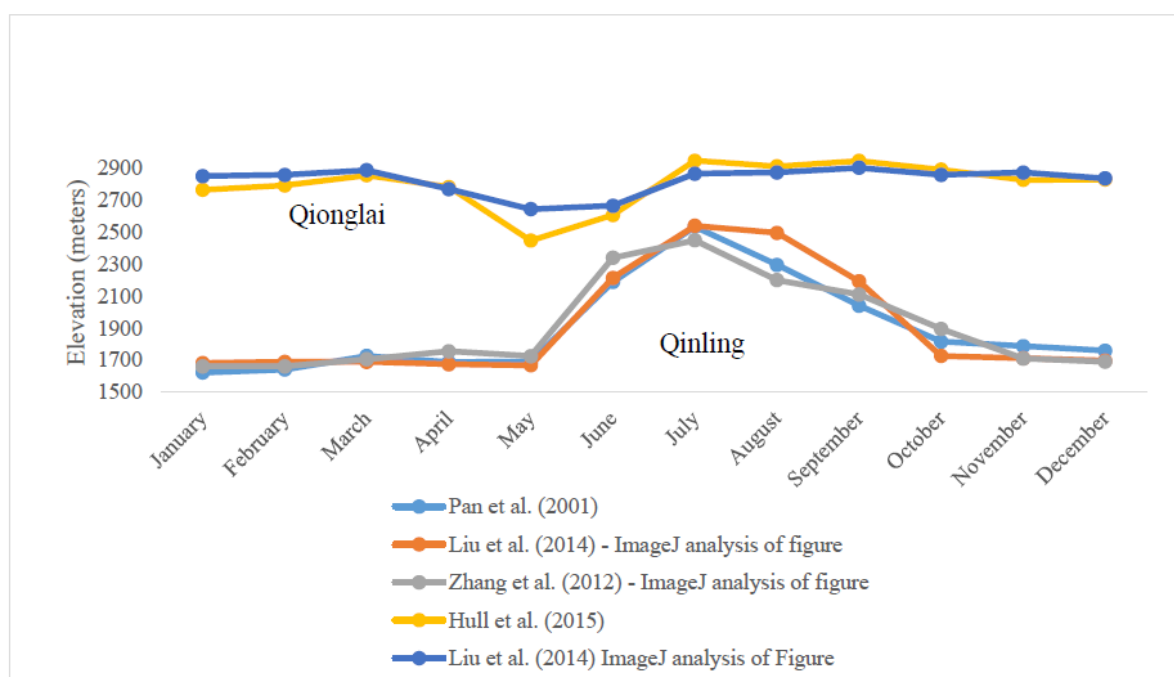 2900
2700
2500
2300
2100
1900
1700
1500
Elevation (meters)
Qionglai
Qinling
January
February
March
April
May
June
July
August
September
October
November
December
Pan et al. (2001)
Liu et al. (2014) - ImageJ analysis of figure
Zhang et al. (2012) - ImageJ analysis of figure
Hull et al. (2015)
Liu et al. (2014) ImageJ analysis of Figure